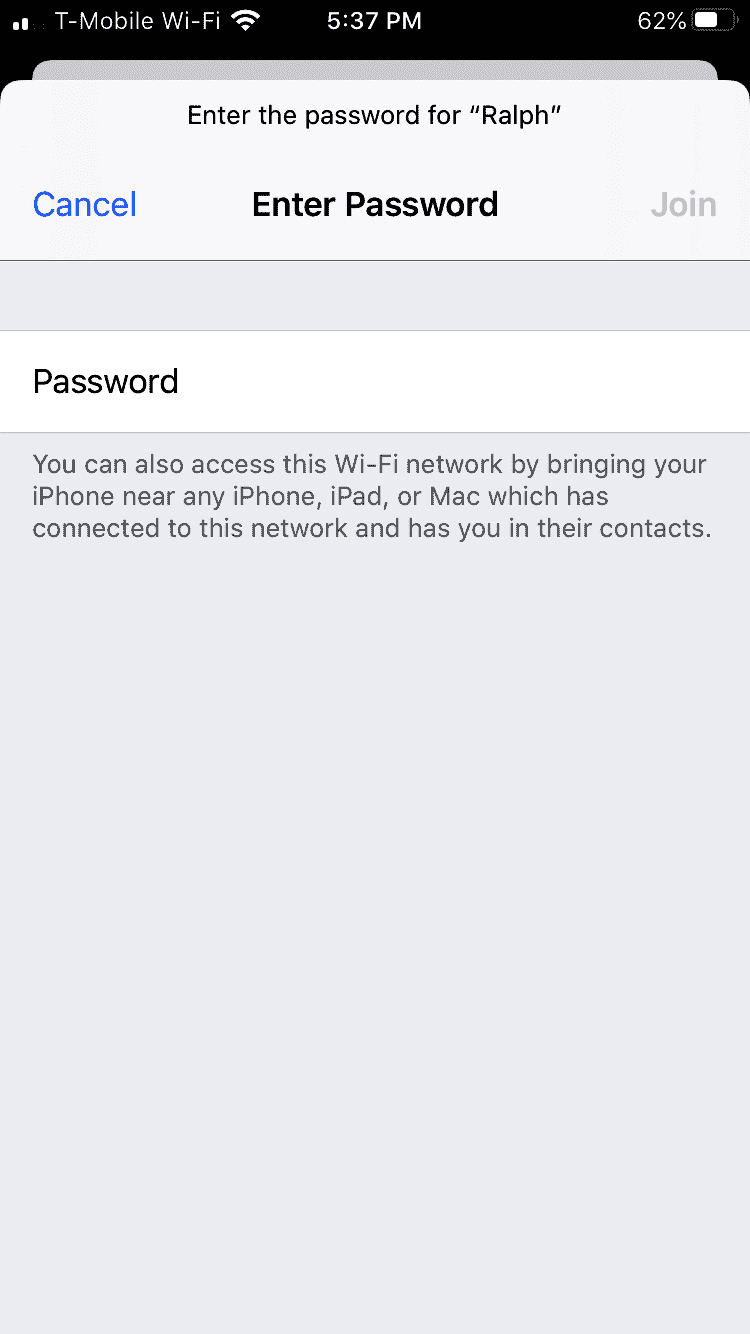 T-Mobile Wi-Fi 5:37 PM 62%
Enter the password for “Ralph”
Cancel Enter Password Join
Password
You can also access this Wi-Fi network by bringing your
iPhone near any iPhone, iPad, or Mac which has
connected to this network and has you in their contacts.